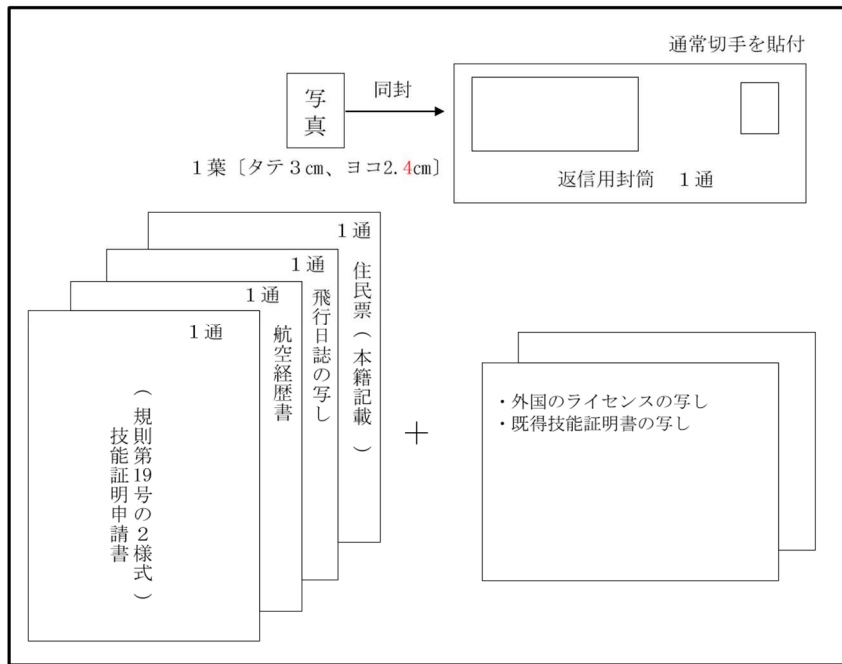 通常切手を貼付
写真
同封
1葉〔タテ3㎝、ヨコ2.4㎝〕
返信用封筒　1通
1通
住民票(本籍記載)
1通
飛行日誌の写し
1通
航空経歴書
1通
技能証明申請書
(規則第19号の2様式)
＋
・外国のライセンスの写し
・既得技能証明書の写し